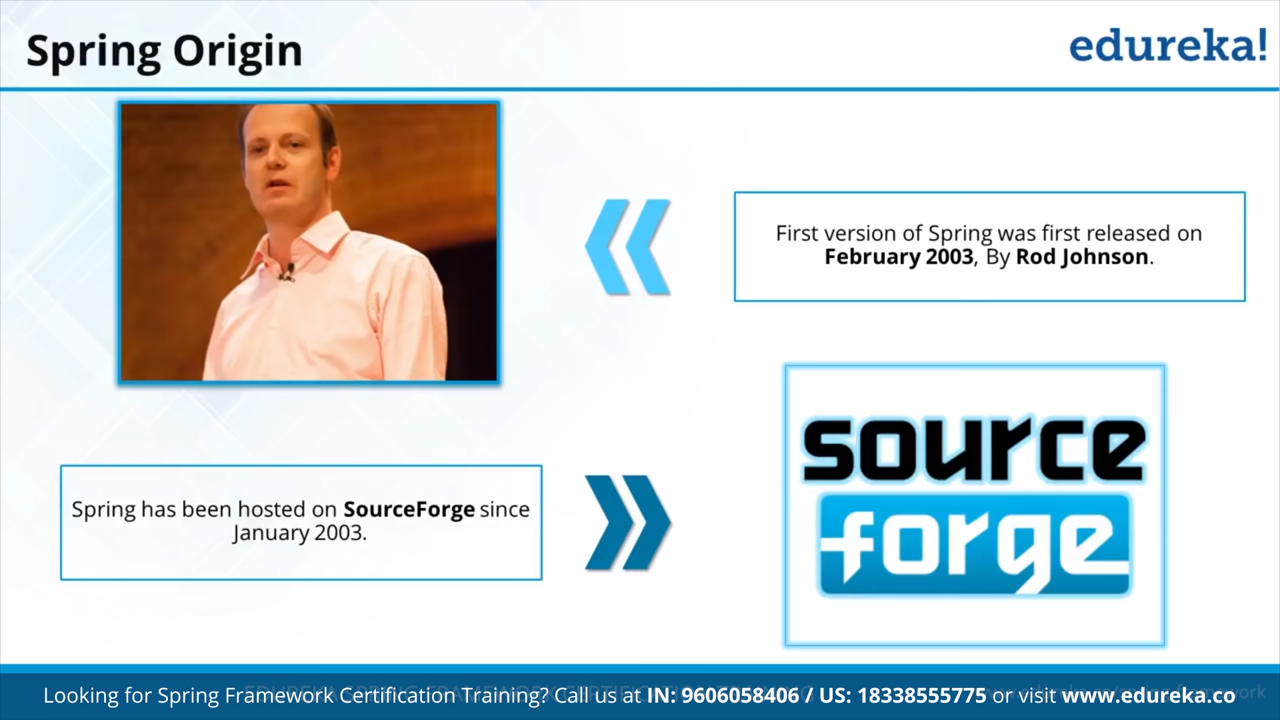 Spring Origin
edureka!
First version of Spring was first released on
February 2003, By Rod Johnson.
Spring has been hosted on SourceForge since
January 2003.
source
forge
Looking for Spring Framework Certification Training? Call us at IN: 9606058406 / US: 18338555775 or visit www.edureka.co